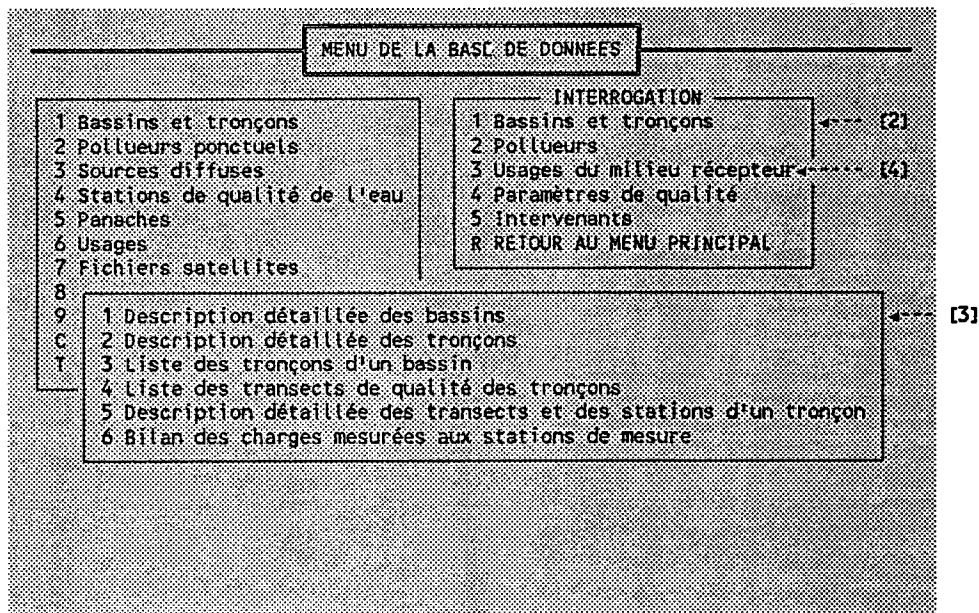 MENU DE LA BASE DE DONNEES
1 Bassins et tronçons
2 Pollueurs ponctuels
3 Sources diffuses
4 Stations de qualité de l'eau
5 Panaches
6 Usages
7 Fichiers satellites
8
9
C
T
INTERROGATION
1 Bassins et tronçons
2 Pollueurs
3 Usages du milieu récepteur
4 Paramètres de qualité
5 Intervenants
R RETOUR AU MENU PRINCIPAL
[2]
[4]
1 Description détaillée des bassins
2 Description détaillée des tronçons
3 Liste des tronçons d'un bassin
4 Liste des transects de qualité des tronçons
5 Description détaillée des transects et des stations d'un tronçon
6 Bilan des charges mesurées aux stations de mesure
[3]